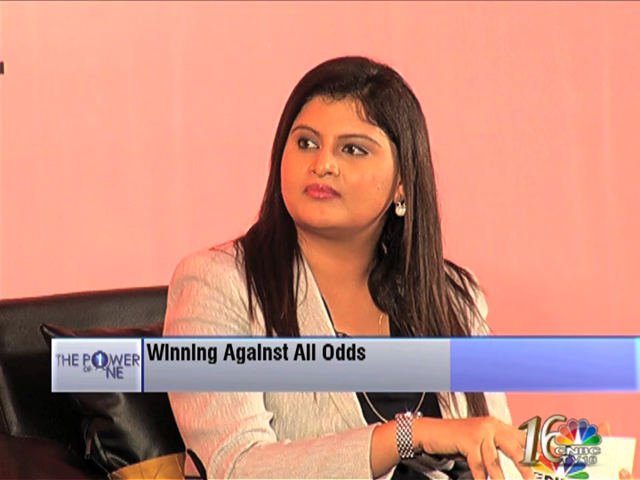 THE POWER
OF ONE
Winning Against All Odds
16
CNBC
TV18